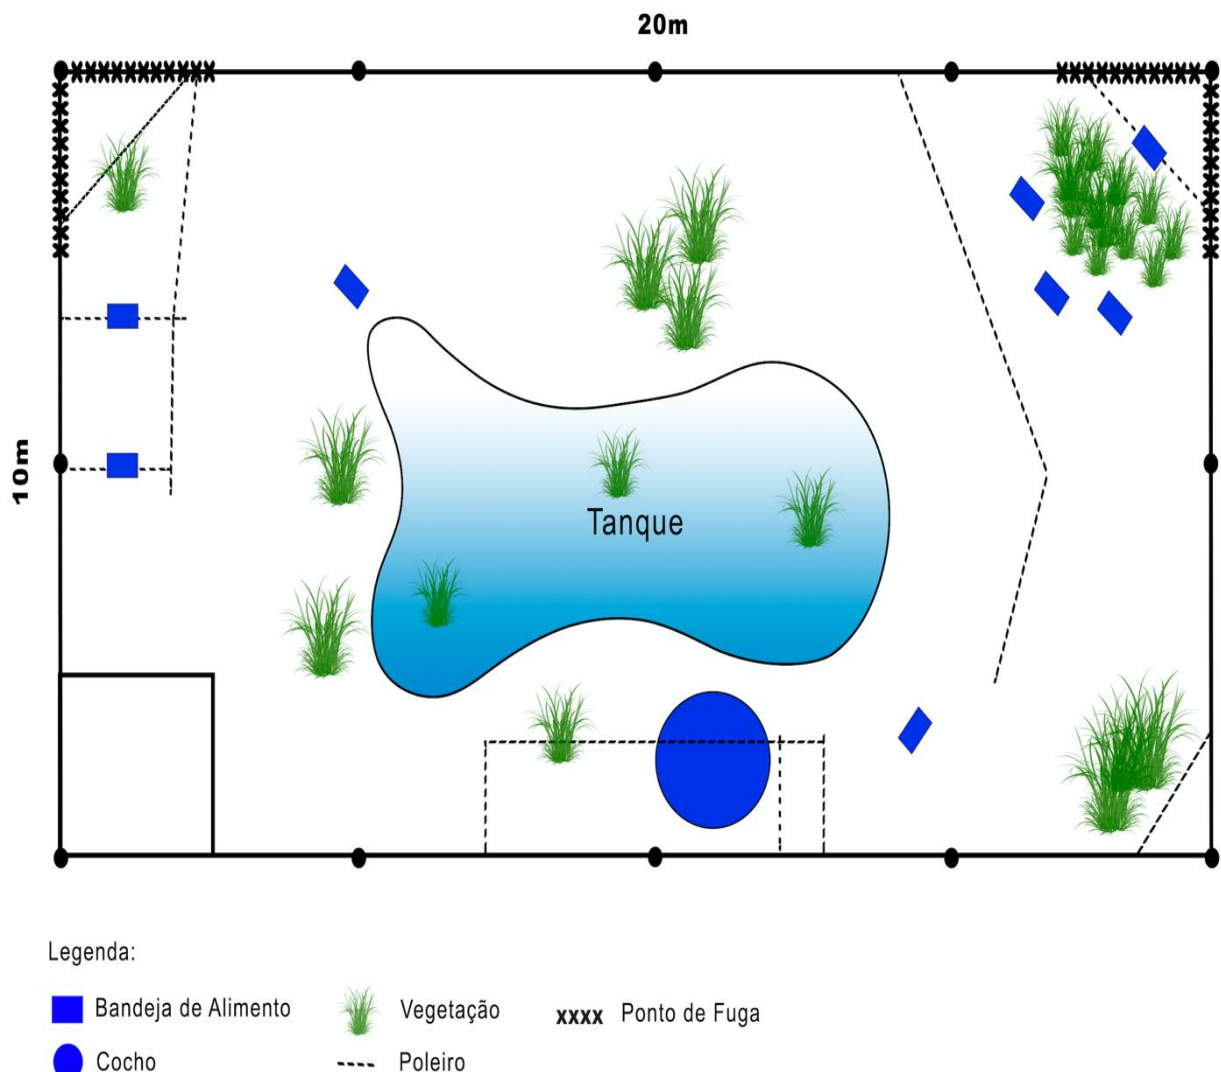 20m
10m
Tanque
Legenda:
Bandeja de Alimento
Vegetação
xxxx Ponto de Fuga
Cocho
Poleiro